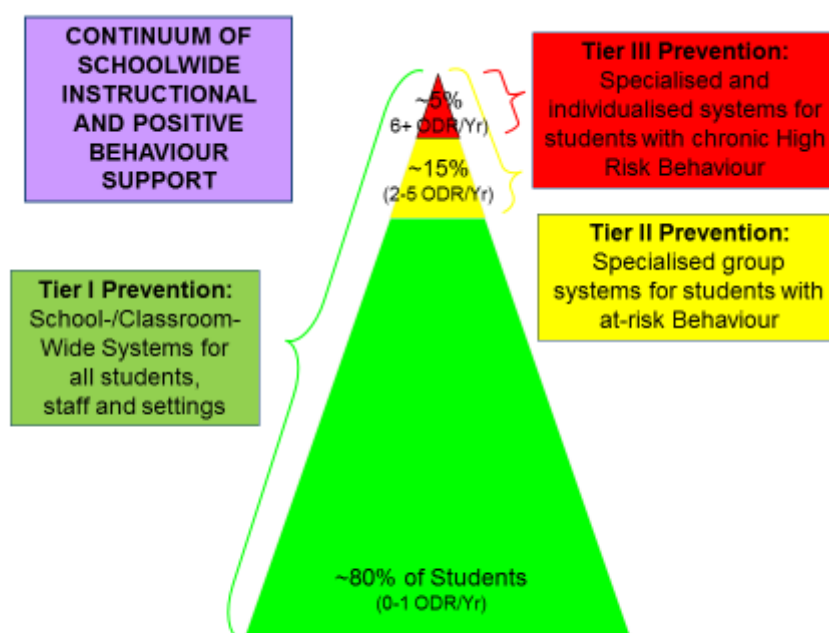 CONTINUUM OF
SCHOOLWIDE
INSTRUCTIONAL
AND POSITIVE
BEHAVIOUR
SUPPORT
Tier III Prevention:
Specialised and
individualised systems for
students with chronic High
Risk Behaviour
~5%
6+ ODR/Yr)
~15%
(2-5 ODR/Yr)
Tier II Prevention:
Specialised group
systems for students with
at-risk Behaviour
Tier I Prevention:
School-/Classroom-
Wide Systems for
all students,
staff and settings
~80% of Students
(0-1 ODR/Yr)